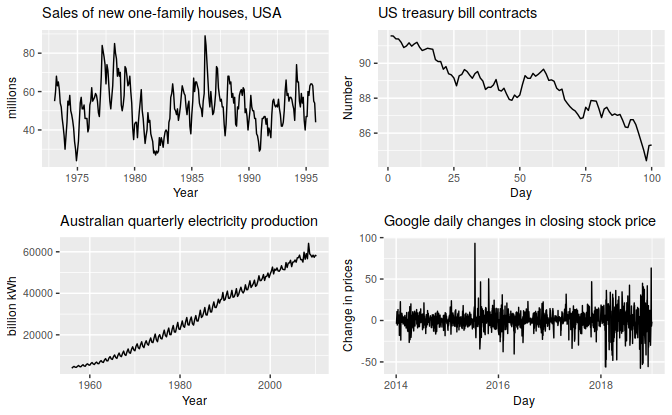 Sales of new one-family houses, USA
80
60
40
millions
1975
1980
1985
1990
1995
Year
US treasury bill contracts
90
88
86
Number
0
25
50
75
100
Day
Australian quarterly electricity production
60000
40000
20000
billion kWh
1960
1980
2000
Year
Google daily changes in closing stock price
100
50
0
-50
Change in prices
2014
2016
2018
Day